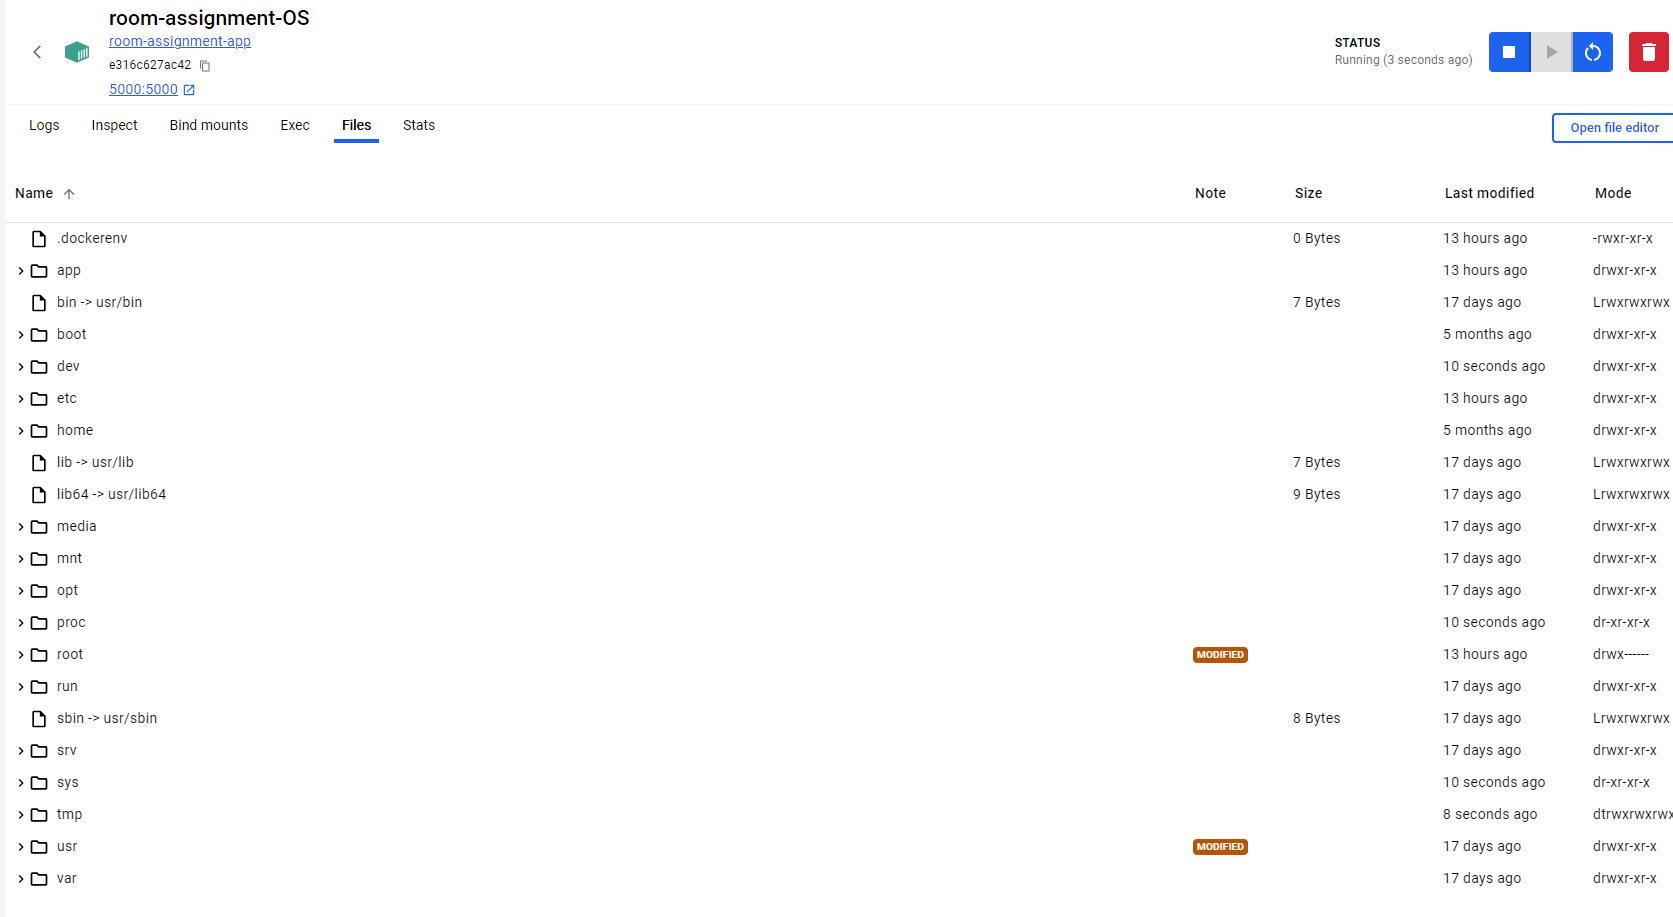 room-assignment-OS
room-assignment-app
e316c627ac42
5000:5000
STATUS
Running (3 seconds ago)
Logs Inspect Bind mounts Exec Files Stats Open file editor
Name Note Size Last modified Mode
.dockerenv 0 Bytes 13 hours ago -rwxr-xr-x
app 13 hours ago drwxr-xr-x
bin -> usr/bin 7 Bytes 17 days ago Lrwxrwxrwx
boot 5 months ago drwxr-xr-x
dev 10 seconds ago drwxr-xr-x
etc 13 hours ago drwxr-xr-x
home 5 months ago drwxr-xr-x
lib -> usr/lib 7 Bytes 17 days ago Lrwxrwxrwx
lib64 -> usr/lib64 9 Bytes 17 days ago Lrwxrwxrwx
media 17 days ago drwxr-xr-x
mnt 17 days ago drwxr-xr-x
opt 17 days ago drwxr-xr-x
proc 10 seconds ago dr-xr-xr-x
root MODIFIED 13 hours ago drwx------
run 17 days ago drwxr-xr-x
sbin -> usr/sbin 8 Bytes 17 days ago Lrwxrwxrwx
srv 17 days ago drwxr-xr-x
sys 10 seconds ago dr-xr-xr-x
tmp 8 seconds ago dtrwxrwxrwx
usr MODIFIED 17 days ago drwxr-xr-x
var 17 days ago drwxr-xr-x